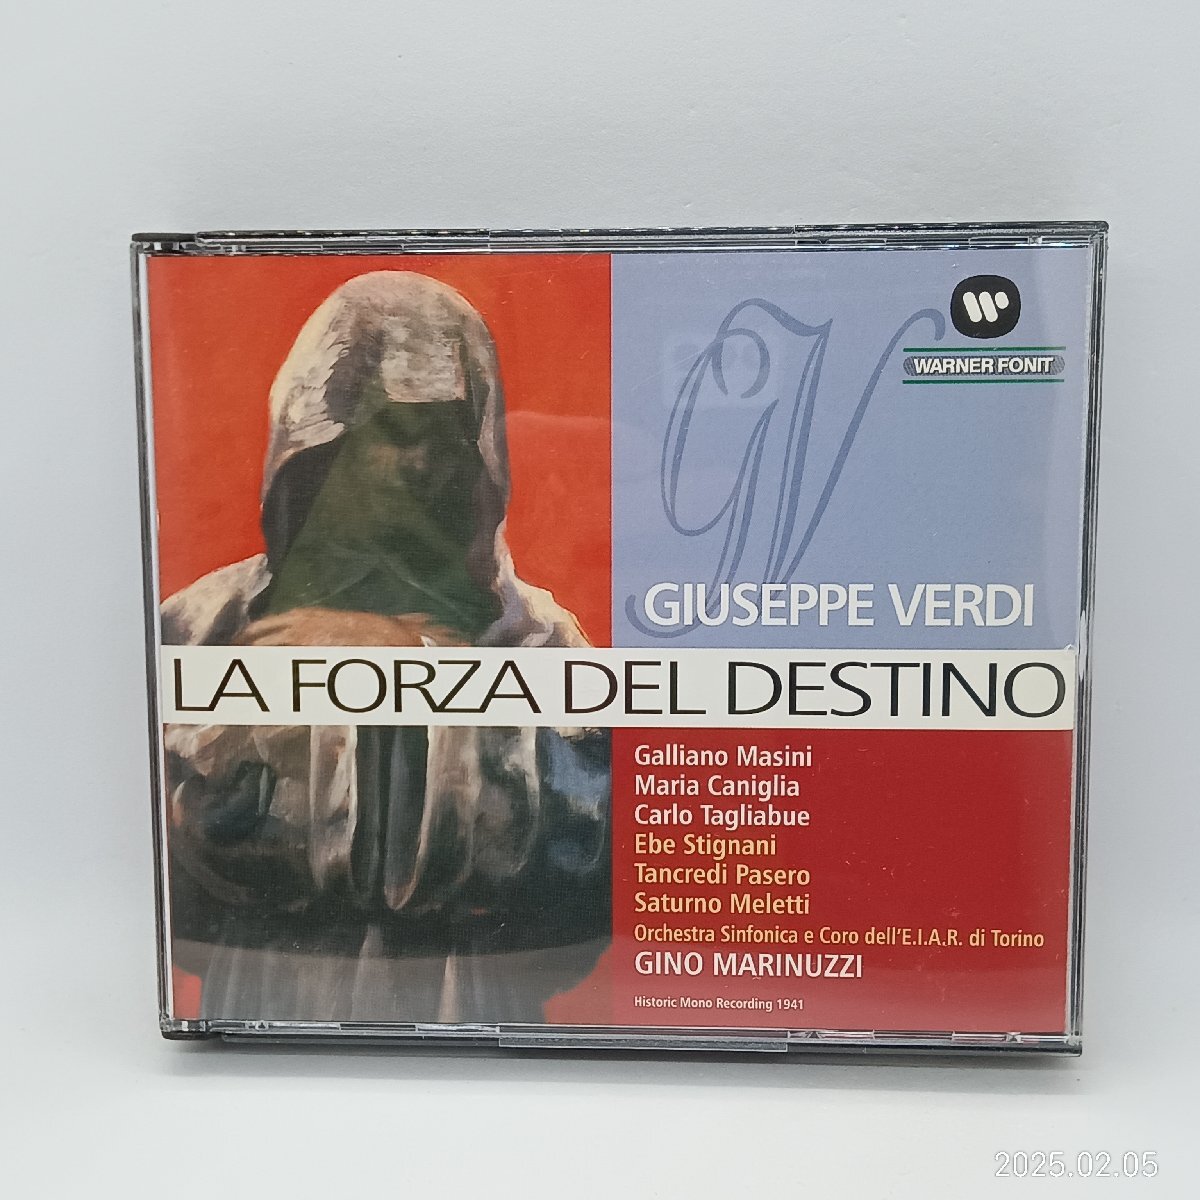 GV
WARNER FONIT
GIUSEPPE VERDI
LA FORZA DEL DESTINO
Galliano Masini
Maria Caniglia
Carlo Tagliabue
Ebe Stignani
Tancredi Pasero
Saturno Meletti
Orchestra Sinfonica e Coro dell'E.I.A.R. di Torino
GINO MARINUZZI
Historic Mono Recording 1941
2025.02.05